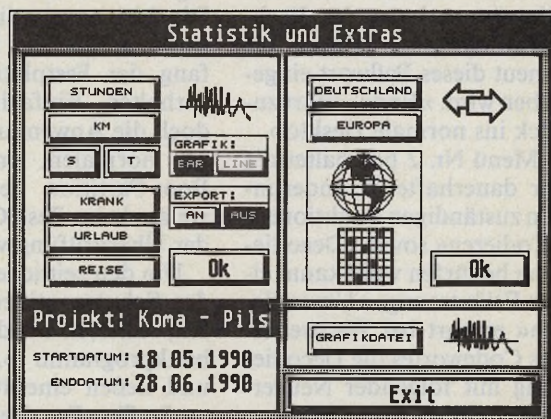 Statistik und Extras
STUNDEN
KM
S
KRANK
URLAUB
REISE
GRAFIK:
BAR LINE
EXPORT:
AN AUS
Ok
DEUTSCHLAND
EUROPA
Ok
Projekt: Koma - Pils
STARTDATUM: 18.05.1990
ENDDATUM: 28.06.1990
GRAFIKDATEI
Exit